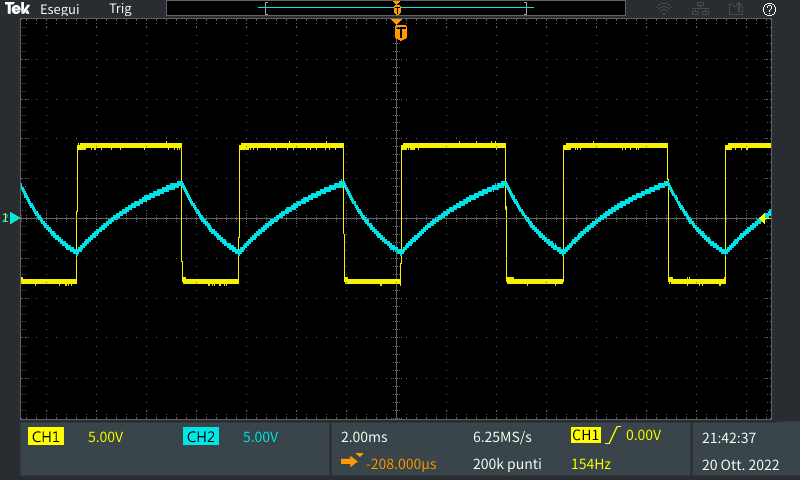 Tek Esegui Trig
T
T
CH1 5.00V CH2 5.00V 2.00ms 6.25MS/s CH1 0.00V 21:42:37
-208.000µs 200k punti 154Hz 20 Ott. 2022